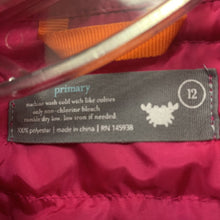 primary
machine wash cold with like colors
only non-chlorine bleach
tumble dry low. low iron if needed
100% polyester | made in china | RN 145938
12